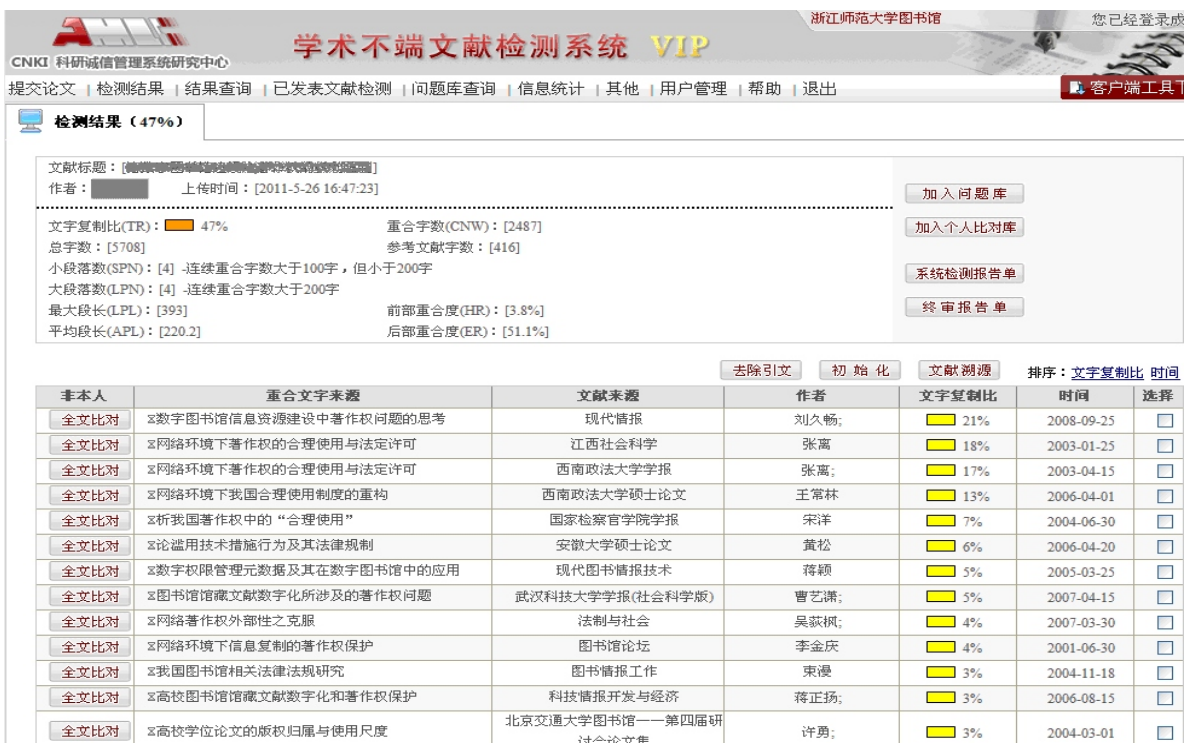 浙江师范大学图书馆
您已经登录成
AMLC
CNKI 科研诚信管理系统研究中心
学术不端文献检测系统 VIP
提交论文 | 检测结果 | 结果查询 | 已发表文献检测 | 问题库查询 | 信息统计 | 其他 | 用户管理 | 帮助 | 退出
客户端工具下
检测结果（47%）
文献标题：[
作者： 上传时间：[2011-5-26 16:47:23]
加入问题库
文字复制比(TR)： 47% 重合字数(CNW)：[2487]
加入个人比对库
总字数：[5708] 参考文献字数：[416]
小段落数(SPN)：[4] -连续重合字数大于100字，但小于200字
系统检测报告单
大段落数(LPN)：[4] -连续重合字数大于200字
最大段长(LPL)：[393] 前部重合度(HR)：[3.8%]
终审报告单
平均段长(APL)：[220.2] 后部重合度(ER)：[51.1%]
去除引文 初始化 文献溯源 排序：文字复制比 时间
非本人 重合文字来源 文献来源 作者 文字复制比 时间 选择
全文比对 数字图书馆信息资源建设中著作权问题的思考 现代情报 刘久畅; 21% 2008-09-25
全文比对 网络环境下著作权的合理使用与法定许可 江西社会科学 张离 18% 2003-01-25
全文比对 网络环境下著作权的合理使用与法定许可 西南政法大学学报 张离; 17% 2003-04-15
全文比对 网络环境下我国合理使用制度的重构 西南政法大学硕士论文 王常林 13% 2006-04-01
全文比对 析我国著作权中的“合理使用” 国家检察官学院学报 宋洋 7% 2004-06-30
全文比对 论滥用技术措施行为及其法律规制 安徽大学硕士论文 黄松 6% 2006-04-20
全文比对 数字权限管理元数据及其在数字图书馆中的应用 现代图书情报技术 蒋颖 5% 2005-03-25
全文比对 图书馆馆藏文献数字化所涉及的著作权问题 武汉科技大学学报(社会科学版) 曹艺潇; 5% 2007-04-15
全文比对 网络著作权外部性之克服 法制与社会 吴荻枫; 4% 2007-03-30
全文比对 网络环境下信息复制的著作权保护 图书馆论坛 李金庆 4% 2001-06-30
全文比对 我国图书馆相关法律法规研究 图书情报工作 束漫 3% 2004-11-18
全文比对 高校图书馆馆藏文献数字化和著作权保护 科技情报开发与经济 蒋正扬; 3% 2006-08-15
全文比对 高校学位论文的版权归属与使用尺度 北京交通大学图书馆——第四届研讨会论文集 许勇; 3% 2004-03-01